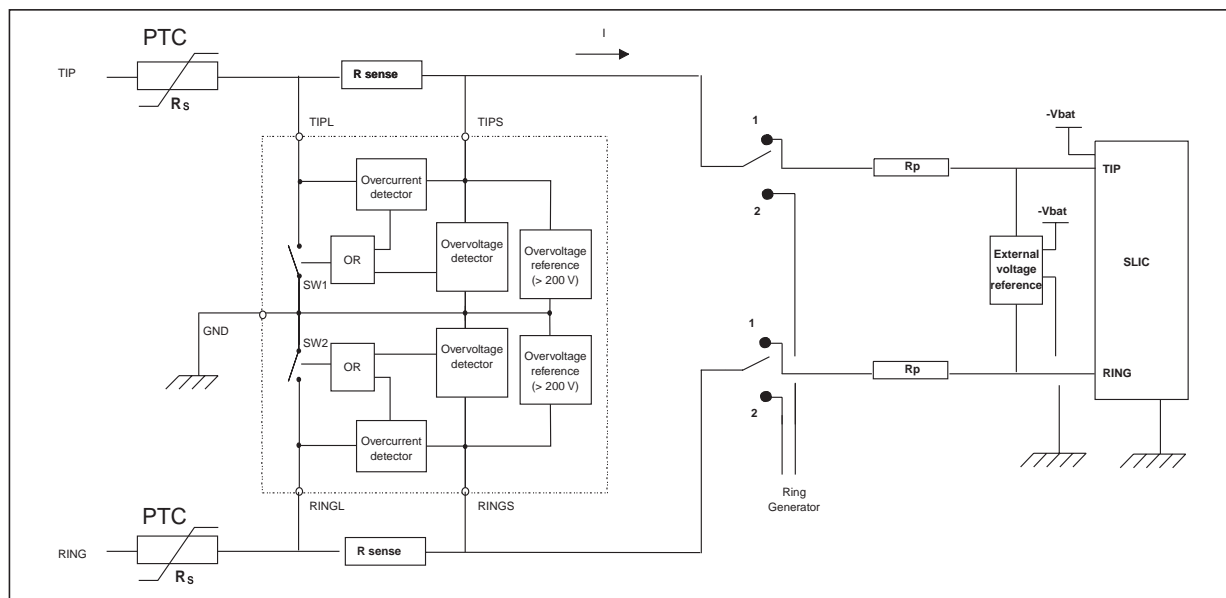 PTC
I
TIP
R sense
Rs
TIPL
TIPS
1
-Vbat
Overcurrent
detector
Rp
TIP
2
-Vbat
OR
Overvoltage
detector
Overvoltage
reference
(> 200 V)
External
voltage
reference
SLIC
SW1
GND
SW2
1
OR
Overvoltage
detector
Overvoltage
reference
(> 200 V)
Rp
RING
2
Overcurrent
detector
RINGL
RINGS
Ring
Generator
PTC
RING
R sense
Rs